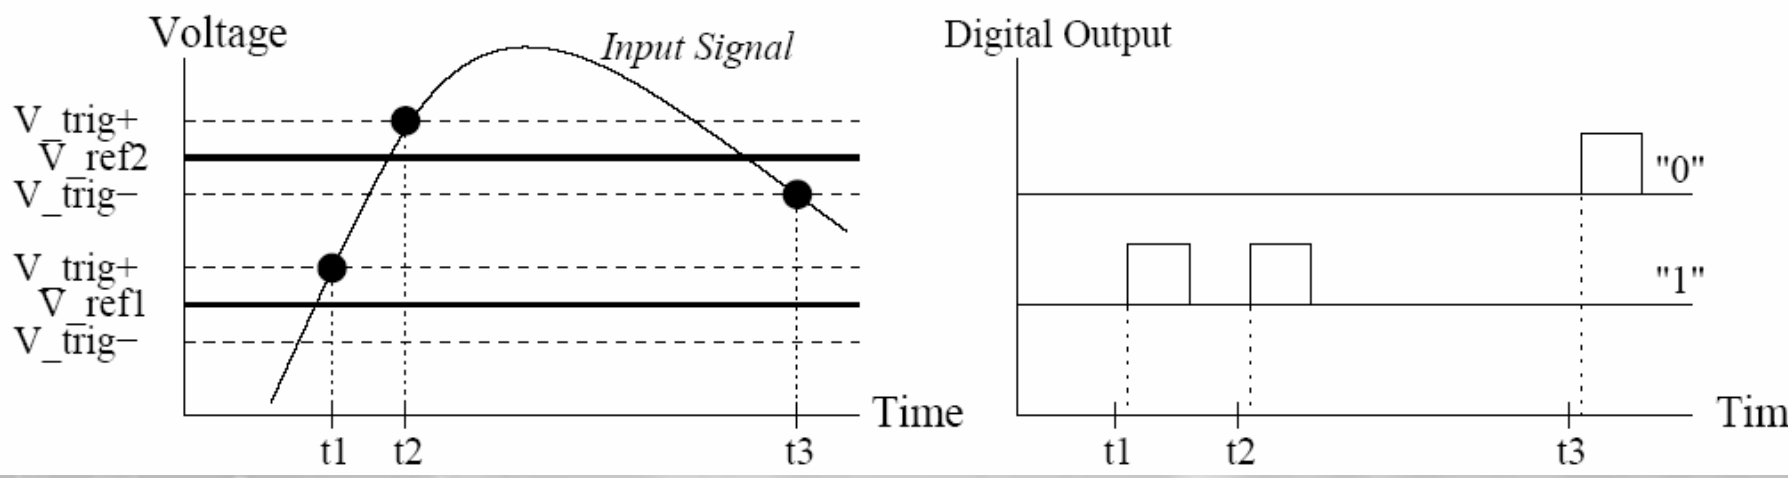 Voltage
Input Signal
V_trig+
V_ref2
V_trig−
V_trig+
V_ref1
V_trig−
Time
t1 t2 t3
Digital Output
"0"
"1"
Tim
t1 t2 t3